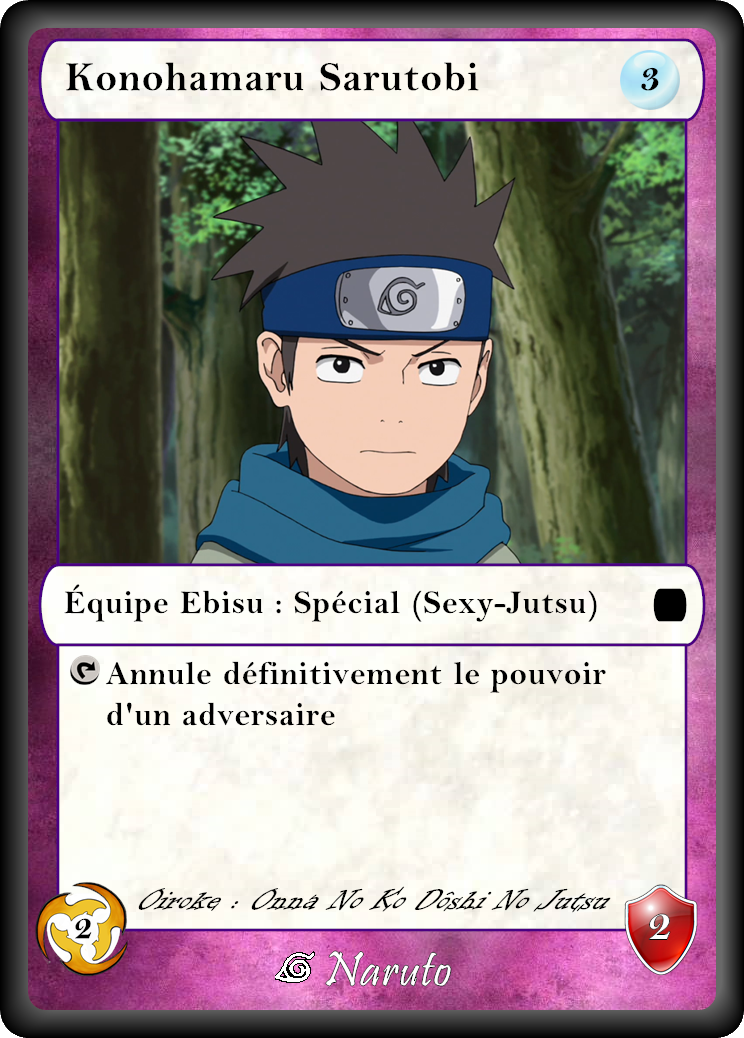 Konohamaru Sarutobi
3
Équipe Ebisu : Spécial (Sexy-Jutsu)
Annule définitivement le pouvoir
d'un adversaire
Oiroke : Onna No Ko Dôshi No Jutsu
2
2
Naruto